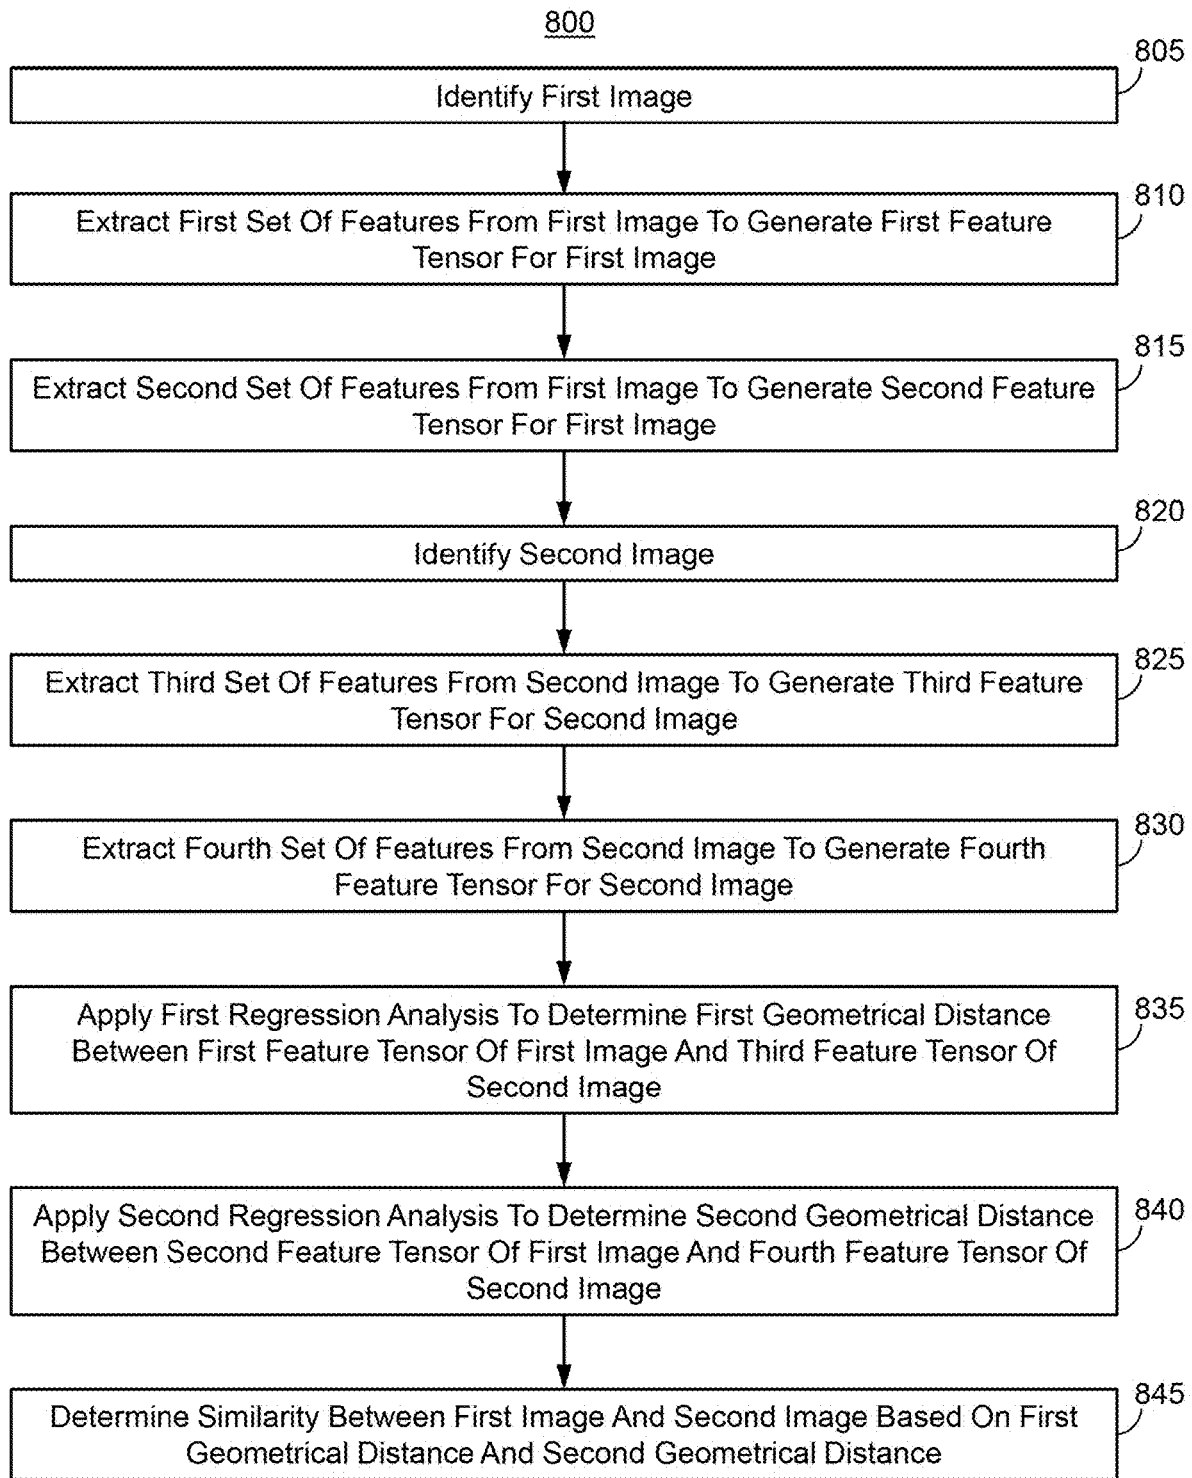 800
805
Identify First Image
810
Extract First Set Of Features From First Image To Generate First Feature
Tensor For First Image
815
Extract Second Set Of Features From First Image To Generate Second Feature
Tensor For First Image
820
Identify Second Image
825
Extract Third Set Of Features From Second Image To Generate Third Feature
Tensor For Second Image
830
Extract Fourth Set Of Features From Second Image To Generate Fourth
Feature Tensor For Second Image
835
Apply First Regression Analysis To Determine First Geometrical Distance
Between First Feature Tensor Of First Image And Third Feature Tensor Of
Second Image
840
Apply Second Regression Analysis To Determine Second Geometrical Distance
Between Second Feature Tensor Of First Image And Fourth Feature Tensor Of
Second Image
845
Determine Similarity Between First Image And Second Image Based On First
Geometrical Distance And Second Geometrical Distance